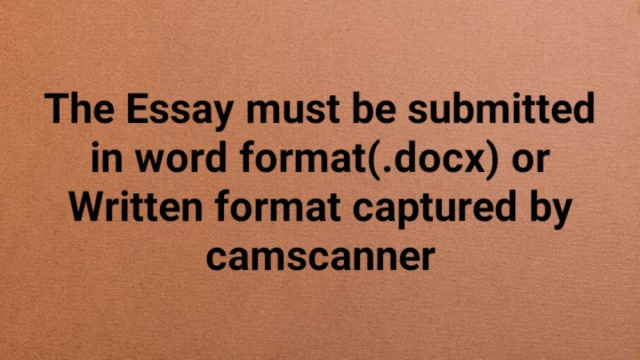 The Essay must be submitted
in word format(.docx) or
Written format captured by
camscanner